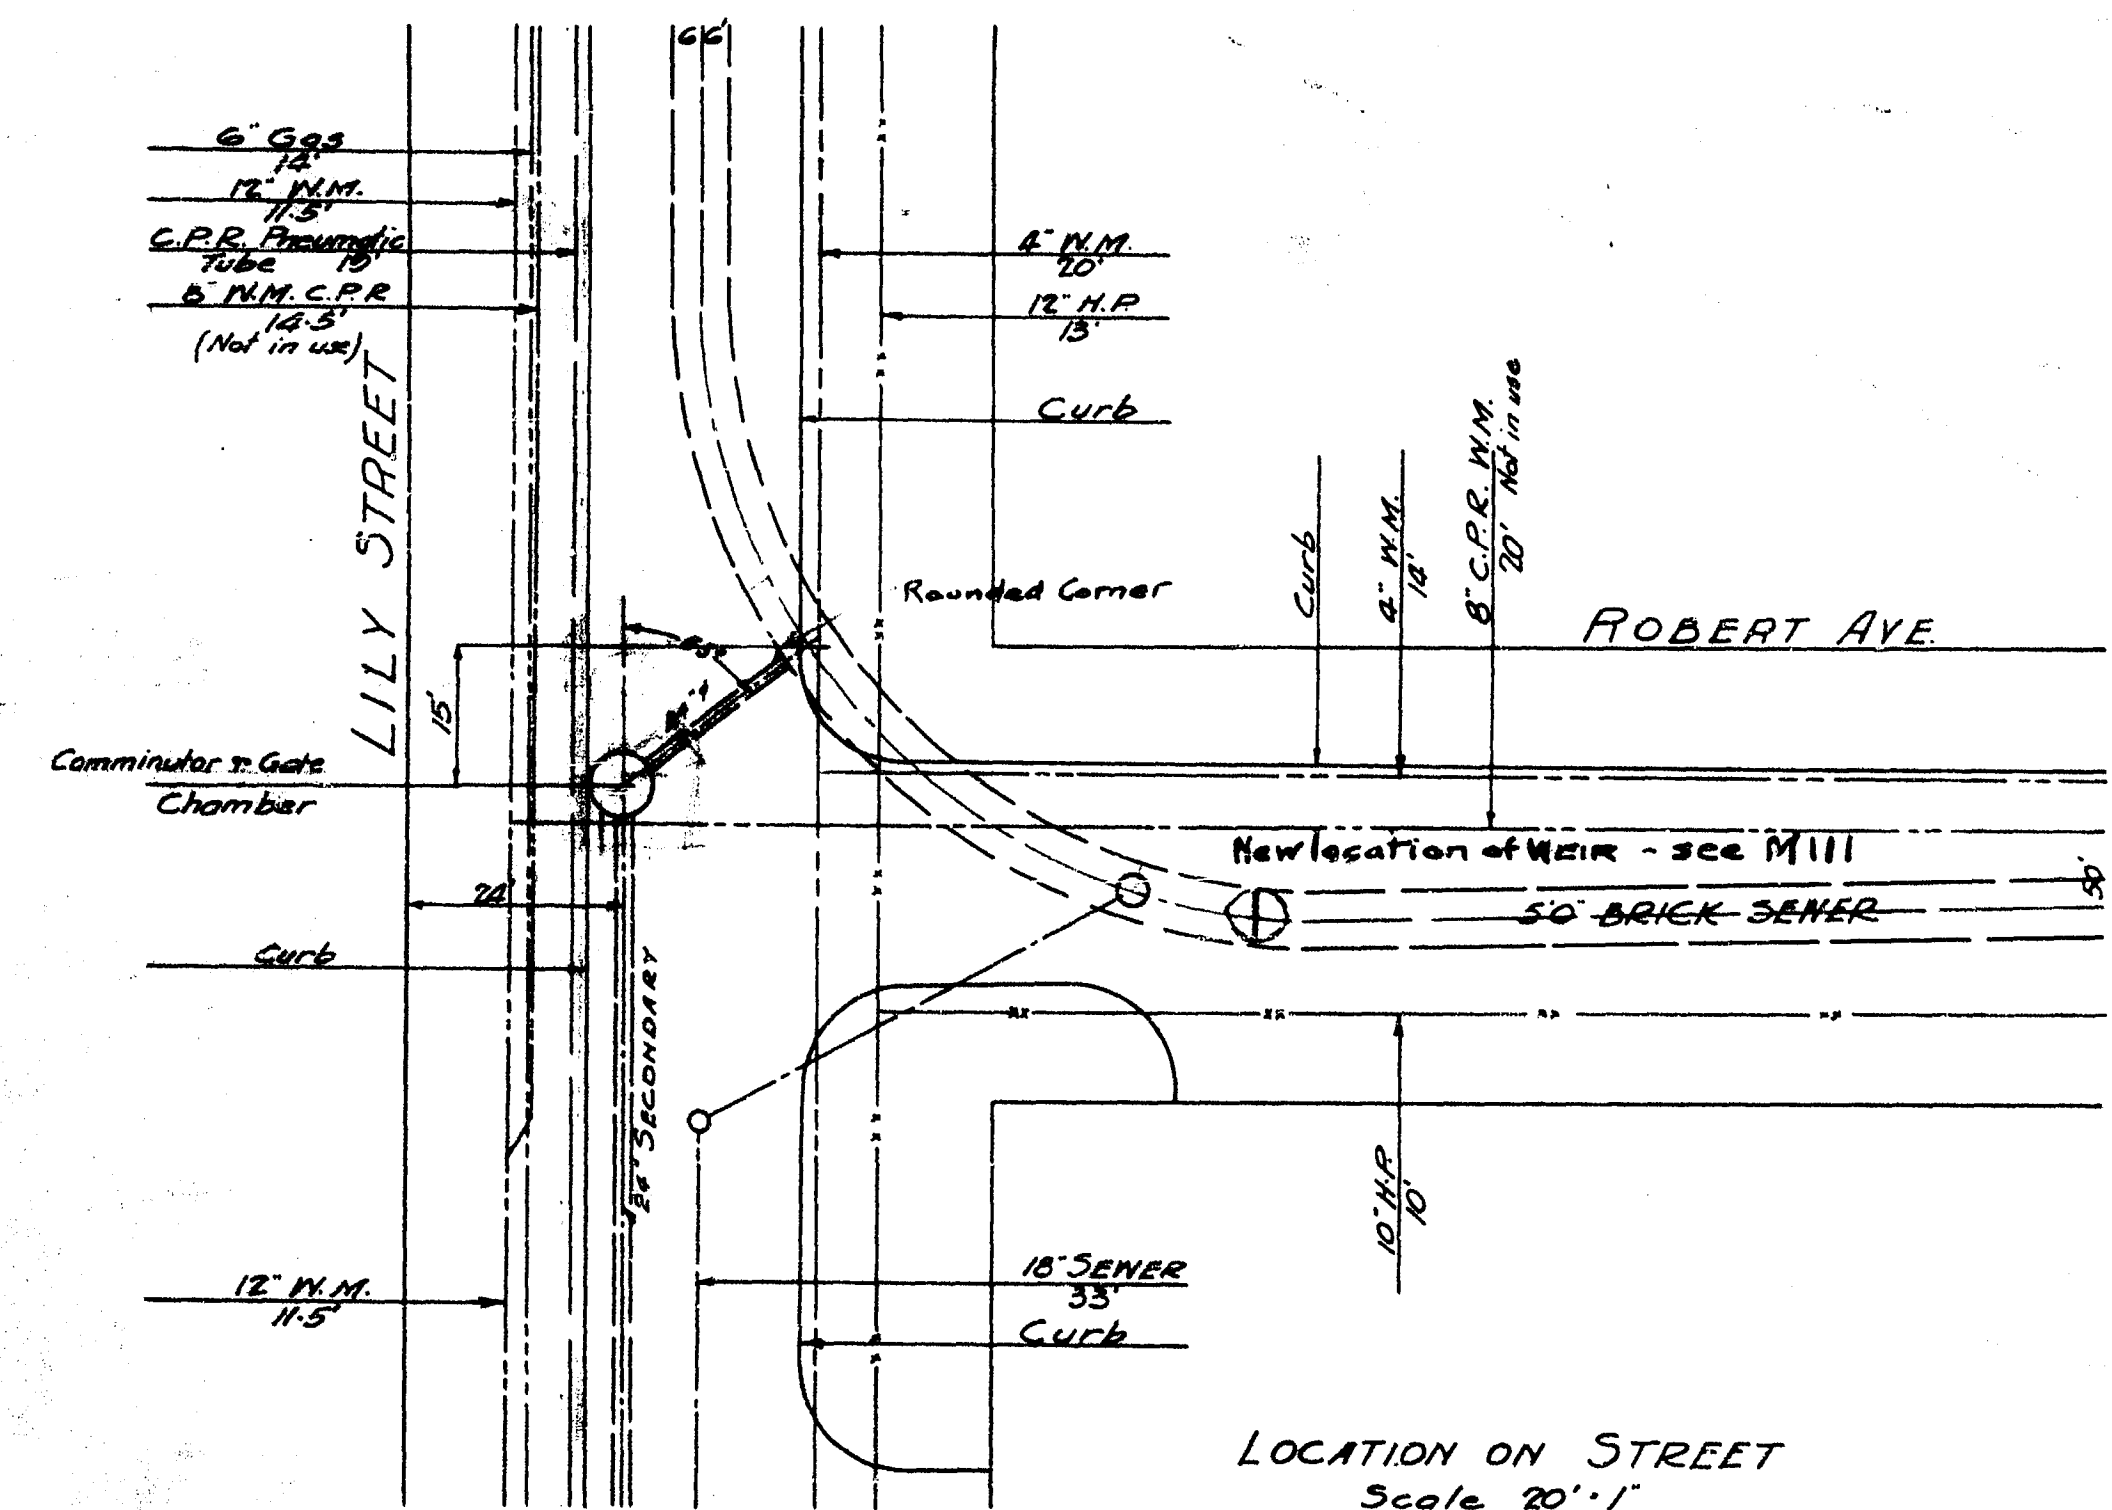 66'
6" Gas
14'
12" W.M.
11.5'
C.P.R. Pneumatic
Tube 19'
8" W.M. C.P.R
14.5'
(Not in use)
LILY STREET
4" W.M.
20'
12" H.P.
13'
Curb
Curb
4" W.M.
14'
8" C.P.R. W.M.
20' Not in use
Rounded Corner
ROBERT AVE.
15'
Comminutor & Gate
Chamber
New location of WEIR - see M111
5'0" BRICK SEWER
50'
24'
Curb
24" SECONDARY
10" H.P.
10'
12" W.M.
11.5'
18" SEWER
33'
Curb
LOCATION ON STREET
Scale 20'·1"